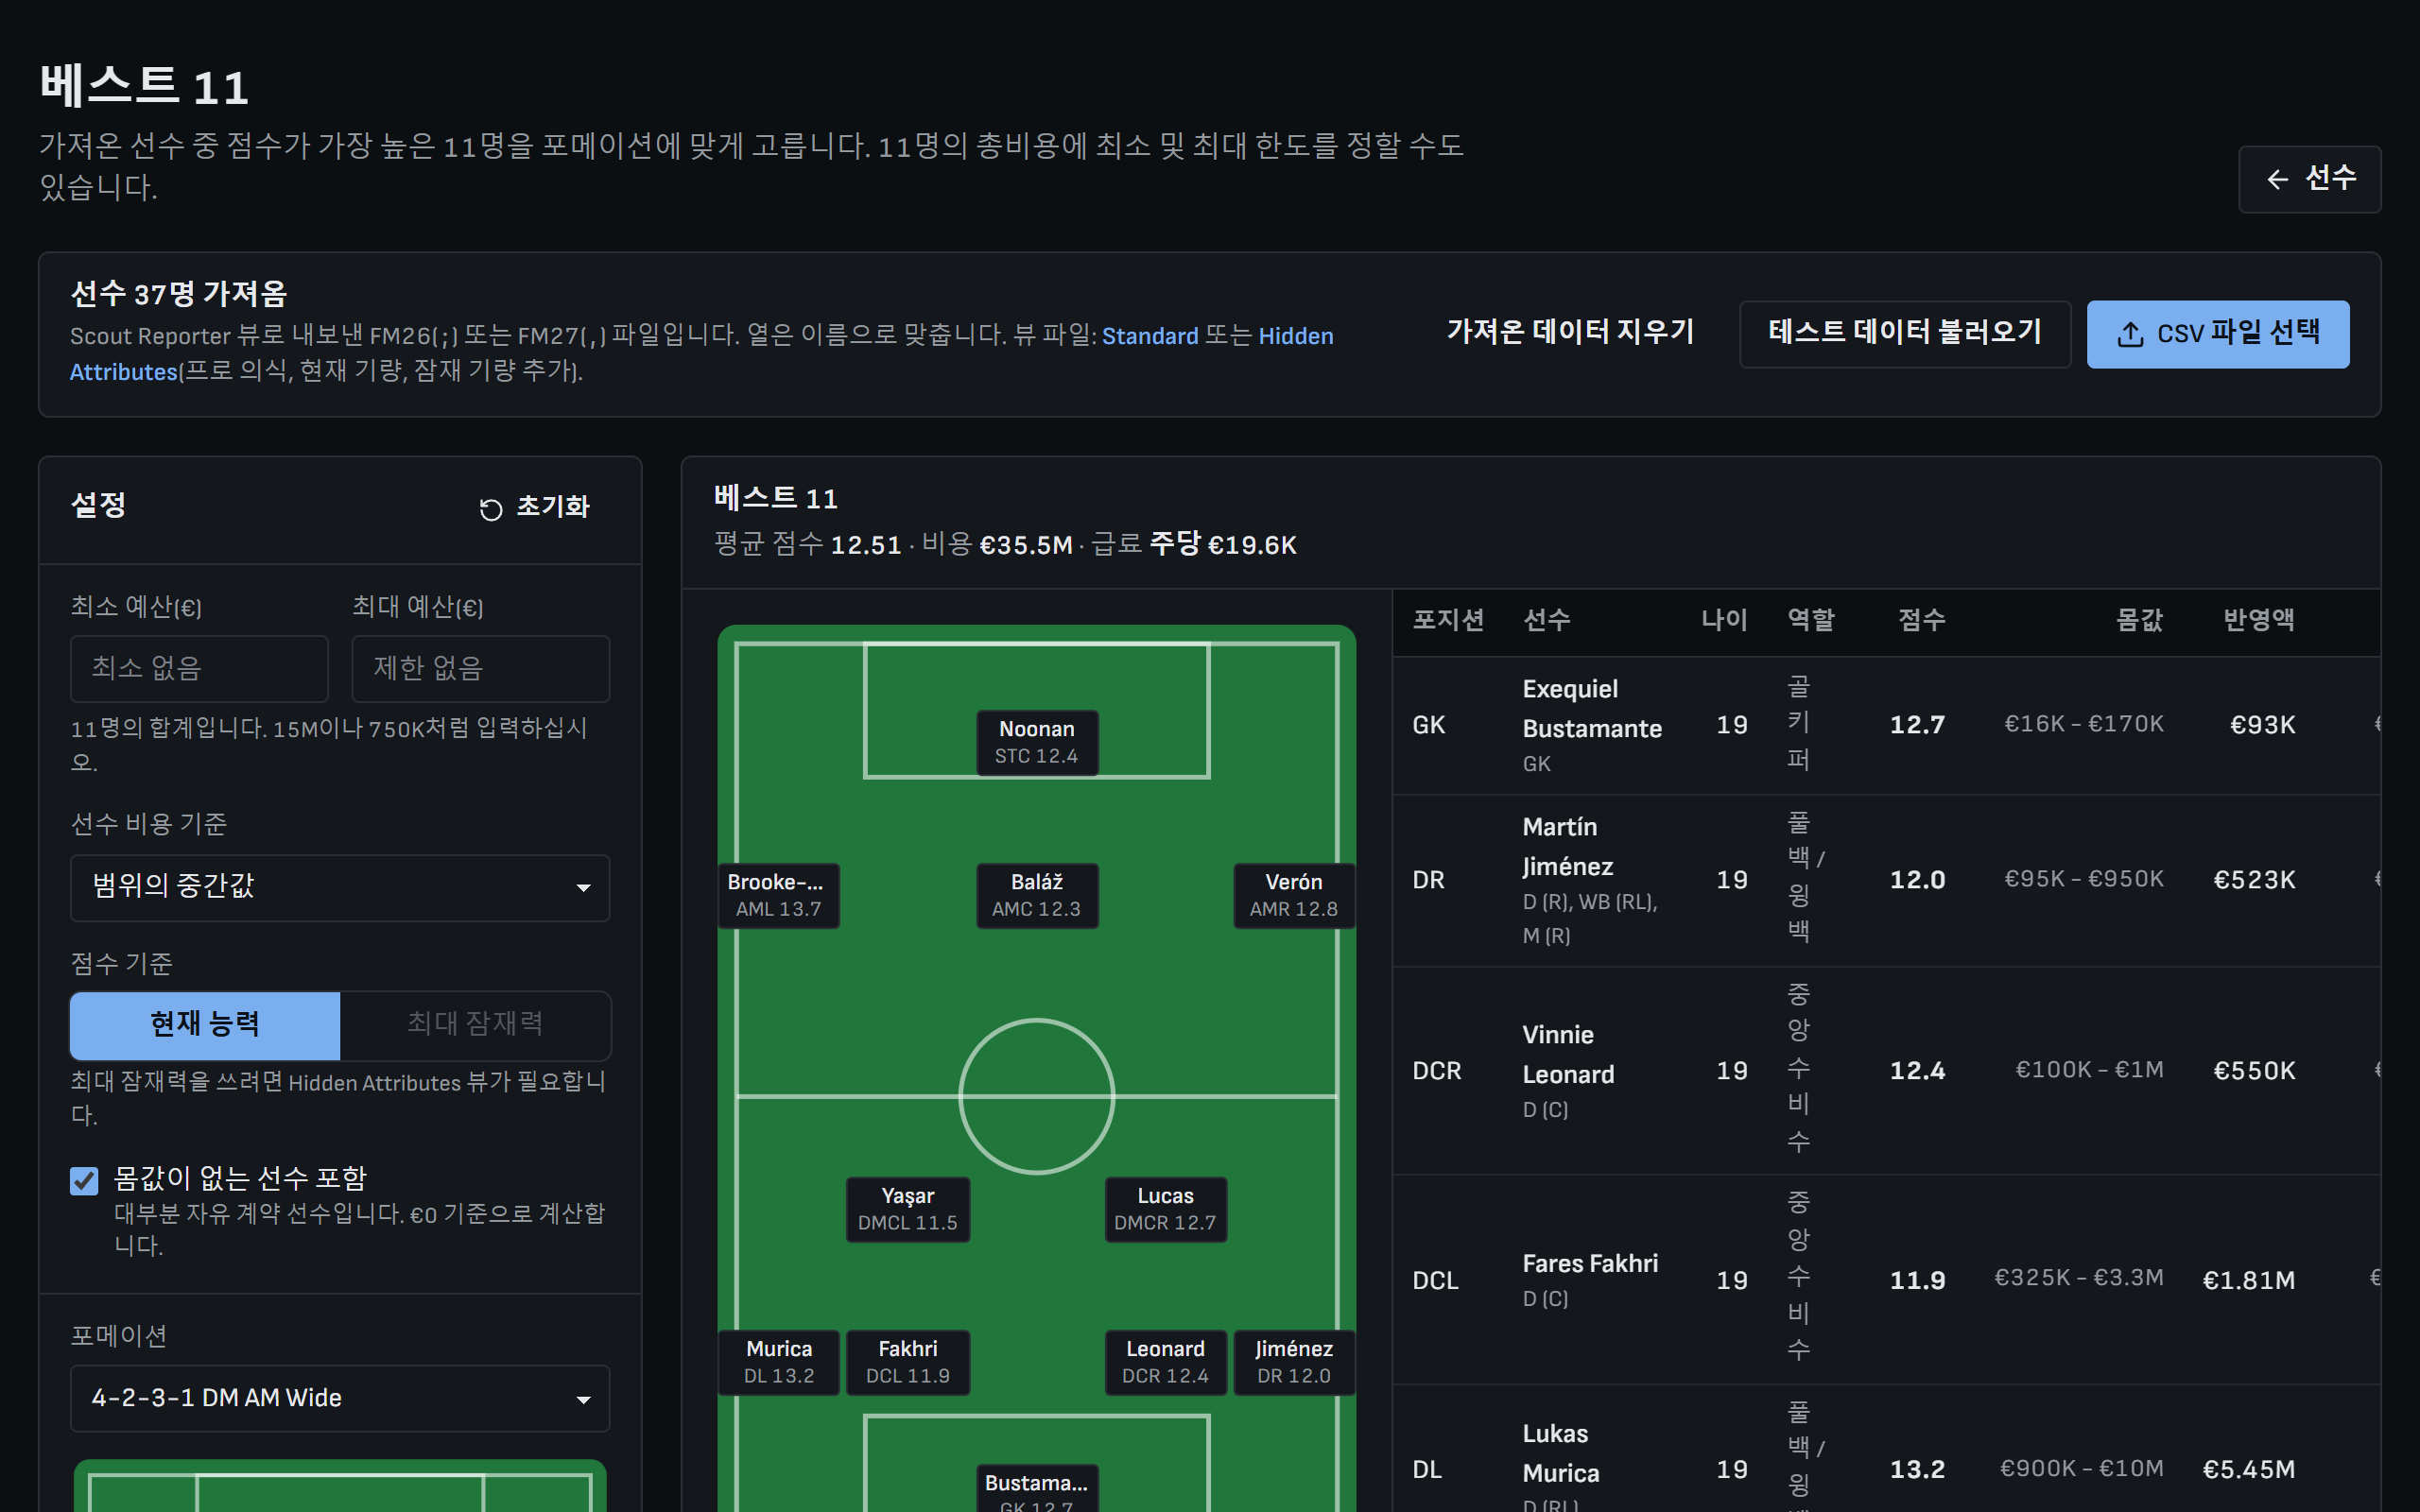 베스트 11
가져온 선수 중 점수가 가장 높은 11명을 포메이션에 맞게 고릅니다. 11명의 총비용에 최소 및 최대 한도를 정할 수도
있습니다.
← 선수
선수 37명 가져옴
Scout Reporter 뷰로 내보낸 FM26(;) 또는 FM27(,) 파일입니다. 열은 이름으로 맞춥니다. 뷰 파일: Standard 또는 Hidden
Attributes(프로 의식, 현재 기량, 잠재 기량 추가).
가져온 데이터 지우기
테스트 데이터 불러오기
CSV 파일 선택
설정
초기화
최소 예산(€)
최대 예산(€)
최소 없음
제한 없음
11명의 합계입니다. 15M이나 750K처럼 입력하십시
오.
선수 비용 기준
범위의 중간값
점수 기준
현재 능력
최대 잠재력
최대 잠재력을 쓰려면 Hidden Attributes 뷰가 필요합니
다.
몸값이 없는 선수 포함
대부분 자유 계약 선수입니다. €0 기준으로 계산합
니다.
포메이션
4-2-3-1 DM AM Wide
베스트 11
평균 점수 12.51 · 비용 €35.5M · 급료 주당 €19.6K
Noonan
STC 12.4
Brooke-...
AML 13.7
Baláž
AMC 12.3
Verón
AMR 12.8
Yaşar
DMCL 11.5
Lucas
DMCR 12.7
Murica
DL 13.2
Fakhri
DCL 11.9
Leonard
DCR 12.4
Jiménez
DR 12.0
Bustama...
GK 12.7
포지션 선수 나이 역할 점수 몸값 반영액
GK
Exequiel
Bustamante
GK
19
골
키
퍼
12.7
€16K - €170K
€93K
DR
Martín
Jiménez
D (R), WB (RL),
M (R)
19
풀
백 /
윙
백
12.0
€95K - €950K
€523K
DCR
Vinnie
Leonard
D (C)
19
중
앙
수
비
수
12.4
€100K - €1M
€550K
DCL
Fares Fakhri
D (C)
19
중
앙
수
비
수
11.9
€325K - €3.3M
€1.81M
DL
Lukas
Murica
D (RL)
19
풀
백 /
윙
13.2
€900K - €10M
€5.45M